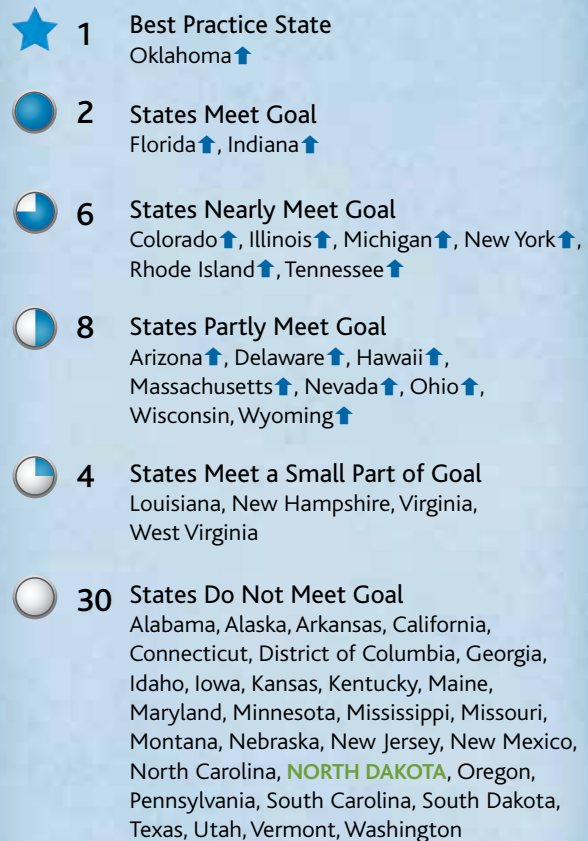 1 Best Practice State
Oklahoma⬆
2 States Meet Goal
Florida⬆, Indiana⬆
6 States Nearly Meet Goal
Colorado⬆, Illinois⬆, Michigan⬆, New York⬆,
Rhode Island⬆, Tennessee⬆
8 States Partly Meet Goal
Arizona⬆, Delaware⬆, Hawaii⬆,
Massachusetts⬆, Nevada⬆, Ohio⬆,
Wisconsin, Wyoming⬆
4 States Meet a Small Part of Goal
Louisiana, New Hampshire, Virginia,
West Virginia
30 States Do Not Meet Goal
Alabama, Alaska, Arkansas, California,
Connecticut, District of Columbia, Georgia,
Idaho, Iowa, Kansas, Kentucky, Maine,
Maryland, Minnesota, Mississippi, Missouri,
Montana, Nebraska, New Jersey, New Mexico,
North Carolina, NORTH DAKOTA, Oregon,
Pennsylvania, South Carolina, South Dakota,
Texas, Utah, Vermont, Washington